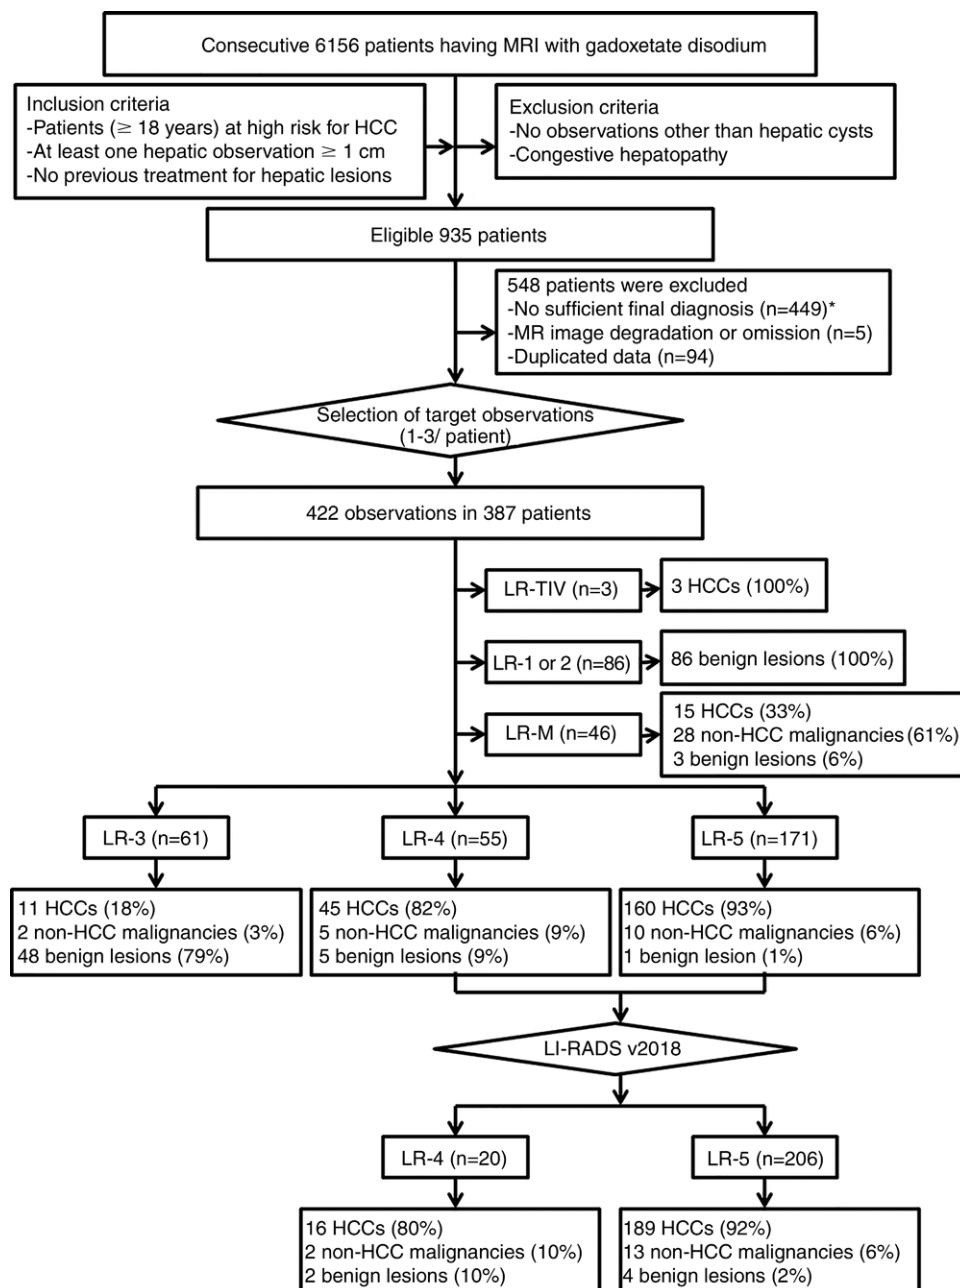 Consecutive 6156 patients having MRI with gadoxetate disodium
Inclusion criteria
-Patients (≥ 18 years) at high risk for HCC
-At least one hepatic observation ≥ 1 cm
-No previous treatment for hepatic lesions
Exclusion criteria
-No observations other than hepatic cysts
-Congestive hepatopathy
Eligible 935 patients
548 patients were excluded
-No sufficient final diagnosis (n=449)*
-MR image degradation or omission (n=5)
-Duplicated data (n=94)
Selection of target observations
(1-3/ patient)
422 observations in 387 patients
LR-TIV (n=3)
3 HCCs (100%)
LR-1 or 2 (n=86)
86 benign lesions (100%)
LR-M (n=46)
15 HCCs (33%)
28 non-HCC malignancies (61%)
3 benign lesions (6%)
LR-3 (n=61)
LR-4 (n=55)
LR-5 (n=171)
11 HCCs (18%)
2 non-HCC malignancies (3%)
48 benign lesions (79%)
45 HCCs (82%)
5 non-HCC malignancies (9%)
5 benign lesions (9%)
160 HCCs (93%)
10 non-HCC malignancies (6%)
1 benign lesion (1%)
LI-RADS v2018
LR-4 (n=20)
LR-5 (n=206)
16 HCCs (80%)
2 non-HCC malignancies (10%)
2 benign lesions (10%)
189 HCCs (92%)
13 non-HCC malignancies (6%)
4 benign lesions (2%)